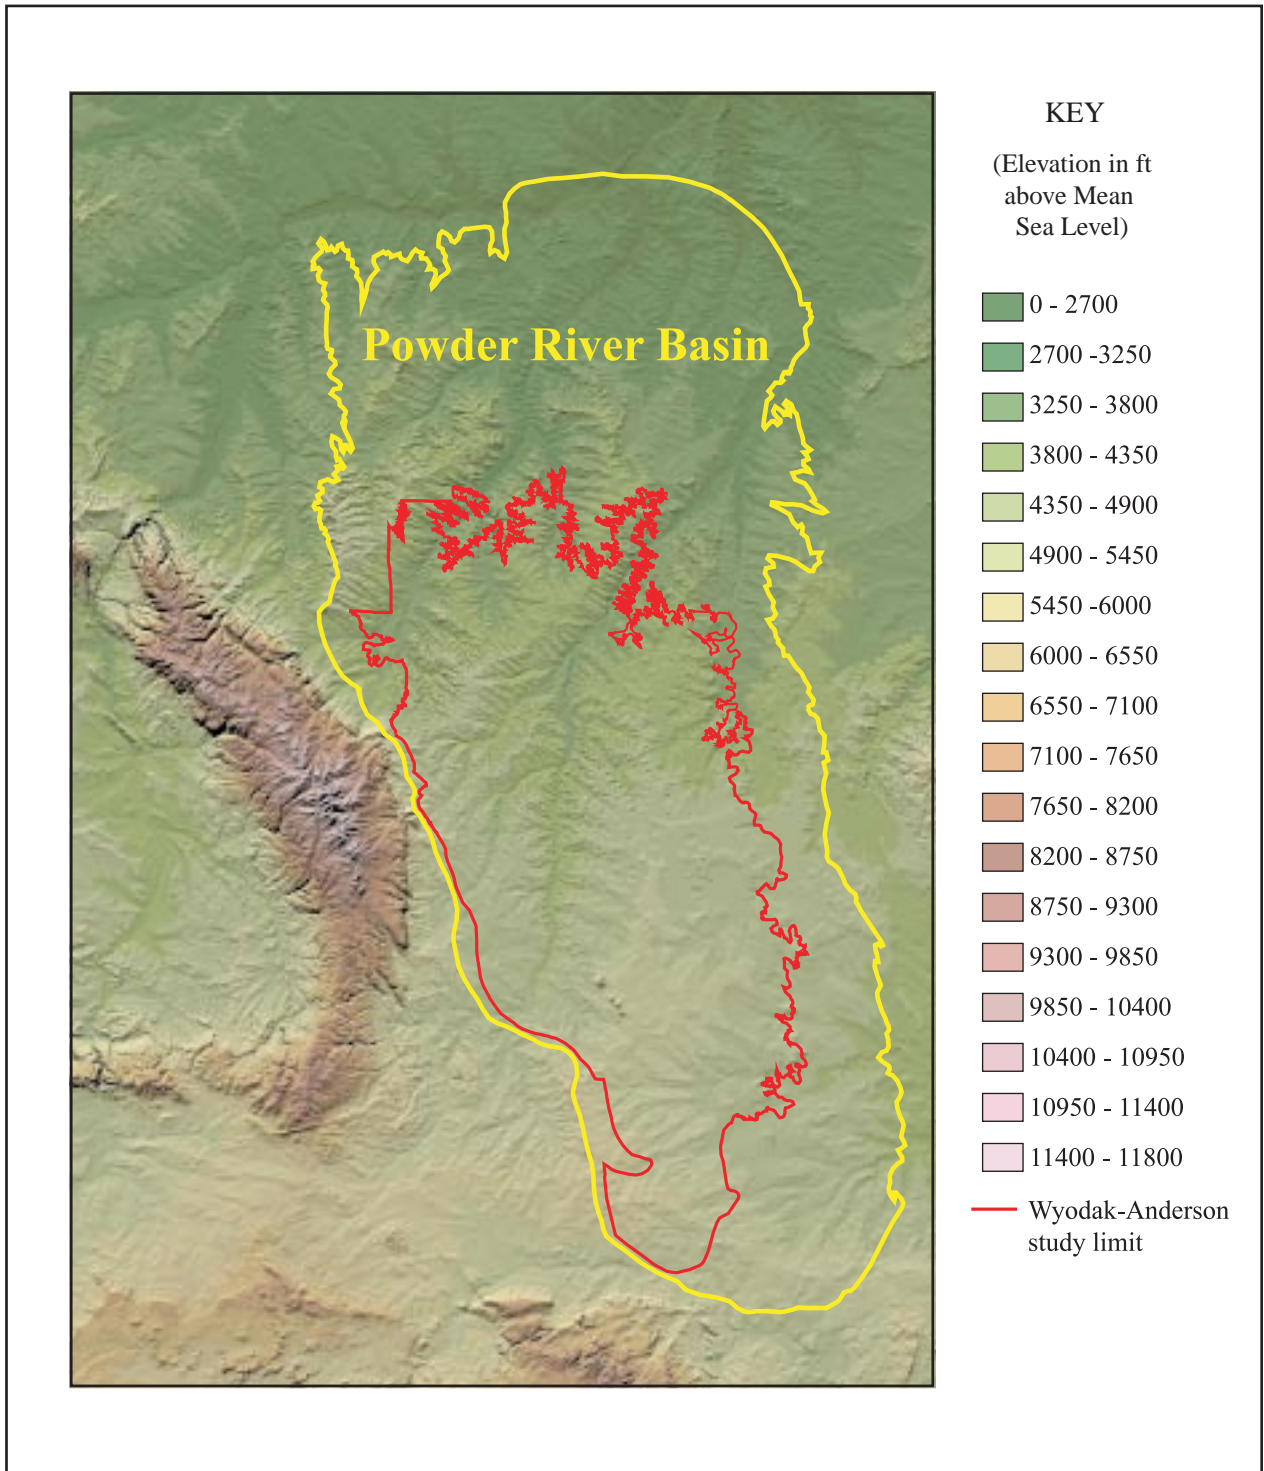 KEY
(Elevation in ft
above Mean
Sea Level)
Powder River Basin
0 - 2700
2700 -3250
3250 - 3800
3800 - 4350
4350 - 4900
4900 - 5450
5450 -6000
6000 - 6550
6550 - 7100
7100 - 7650
7650 - 8200
8200 - 8750
8750 - 9300
9300 - 9850
9850 - 10400
10400 - 10950
10950 - 11400
11400 - 11800
Wyodak-Anderson
study limit